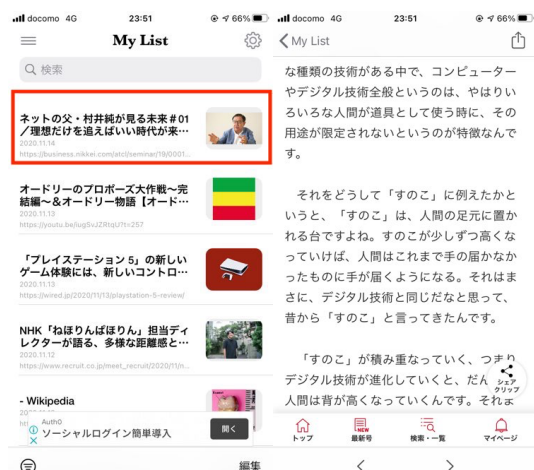 docomo 4G 23:51 66%
My List
検索
ネットの父・村井純が見る未来#01
／理想だけを追えばいい時代が来…
2020.11.14
https://business.nikkei.com/atcl/seminar/19/0001...
オードリーのプロポーズ大作戦〜完
結編〜&オードリー物語【オード…
2020.11.13
https://youtu.be/iugSvJZRtqU?t=257
「プレイステーション 5」の新しい
ゲーム体験には、新しいコントロ…
2020.11.13
https://wired.jp/2020/11/13/playstation-5-review/
NHK「ねほりんぱほりん」担当ディ
レクターが語る、多様な距離感と…
2020.11.12
https://www.recruit.co.jp/meet_recruit/2020/11/n...
- Wikipedia
Auth0
ソーシャルログイン簡単導入
開く
編集
docomo 4G 23:51 66%
My List
な種類の技術がある中で、コンピューター
やデジタル技術全般というのは、やはりい
ろいろな人間が道具として使う時に、その
用途が限定されないというのが特徴なんで
す。
それをどうして「すのこ」に例えたかと
いうと、「すのこ」は、人間の足元に置か
れる台ですよね。すのこが少しずつ高くな
っていけば、人間はこれまで手の届かなか
ったものに手が届くようになる。それはま
さに、デジタル技術と同じだなと思って、
昔から「すのこ」と言ってきたんです。
「すのこ」が積み重なっていく、つまり
デジタル技術が進化していくと、だん
人間は背が高くなっていくんです。それま
シェア
クリップ
トップ
NEW
最新号
検索・一覧
マイページ